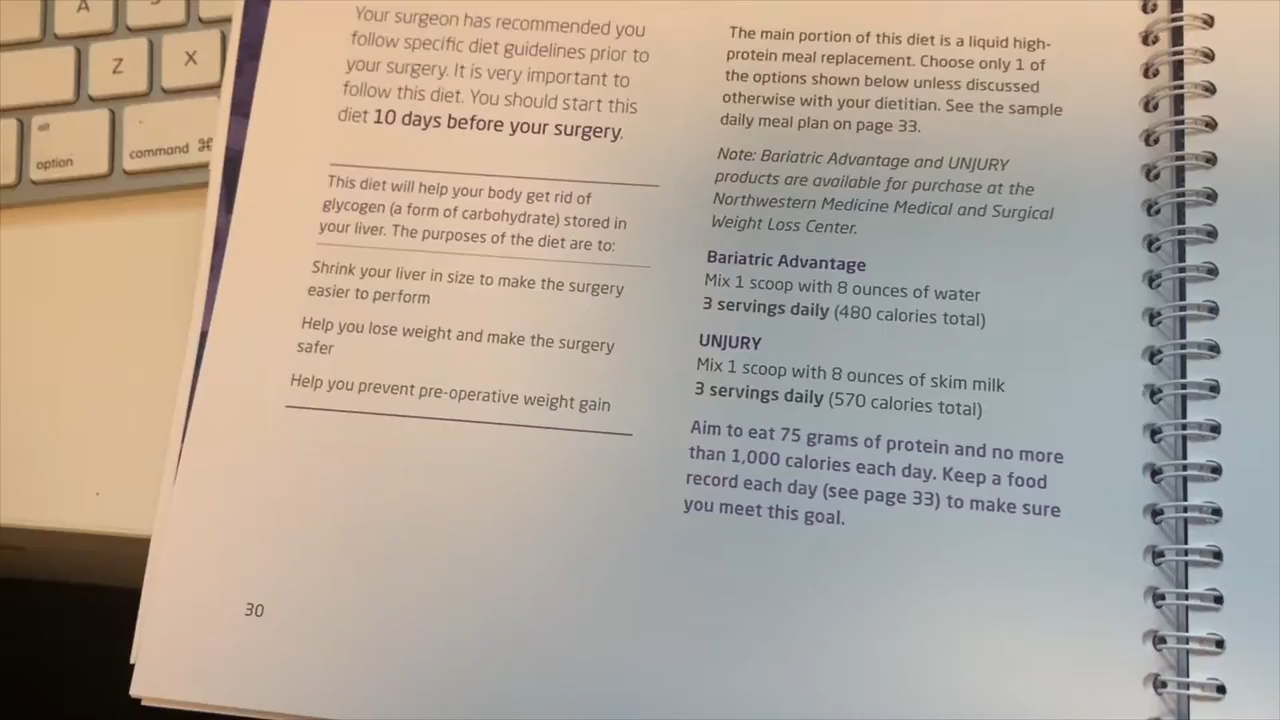 A
S
Z
X
alt
option
command ⌘
Your surgeon has recommended you
follow specific diet guidelines prior to
your surgery. It is very important to
follow this diet. You should start this
diet 10 days before your surgery.
This diet will help your body get rid of
glycogen (a form of carbohydrate) stored in
your liver. The purposes of the diet are to:
Shrink your liver in size to make the surgery
easier to perform
Help you lose weight and make the surgery
safer
Help you prevent pre-operative weight gain
30
The main portion of this diet is a liquid high-
protein meal replacement. Choose only 1 of
the options shown below unless discussed
otherwise with your dietitian. See the sample
daily meal plan on page 33.
Note: Bariatric Advantage and UNJURY
products are available for purchase at the
Northwestern Medicine Medical and Surgical
Weight Loss Center.
Bariatric Advantage
Mix 1 scoop with 8 ounces of water
3 servings daily (480 calories total)
UNJURY
Mix 1 scoop with 8 ounces of skim milk
3 servings daily (570 calories total)
Aim to eat 75 grams of protein and no more
than 1,000 calories each day. Keep a food
record each day (see page 33) to make sure
you meet this goal.